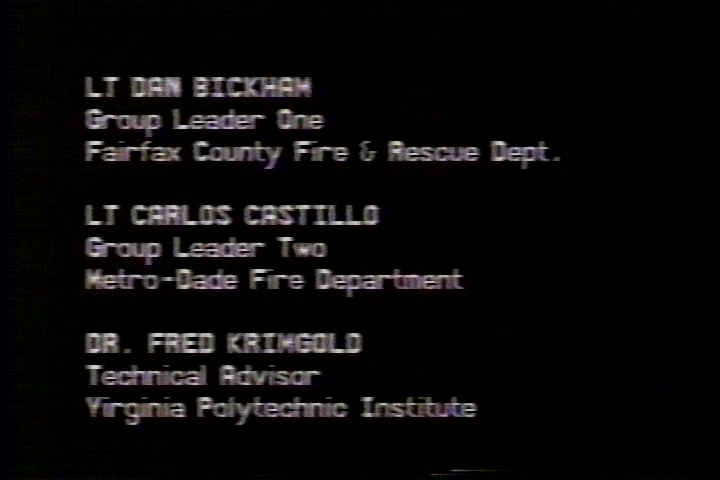 LT DAN BICKHAM
Group Leader One
Fairfax County Fire & Rescue Dept.
LT CARLOS CASTILLO
Group Leader Two
Metro-Dade Fire Department
DR. FRED KRIMGOLD
Technical Advisor
Virginia Polytechnic Institute